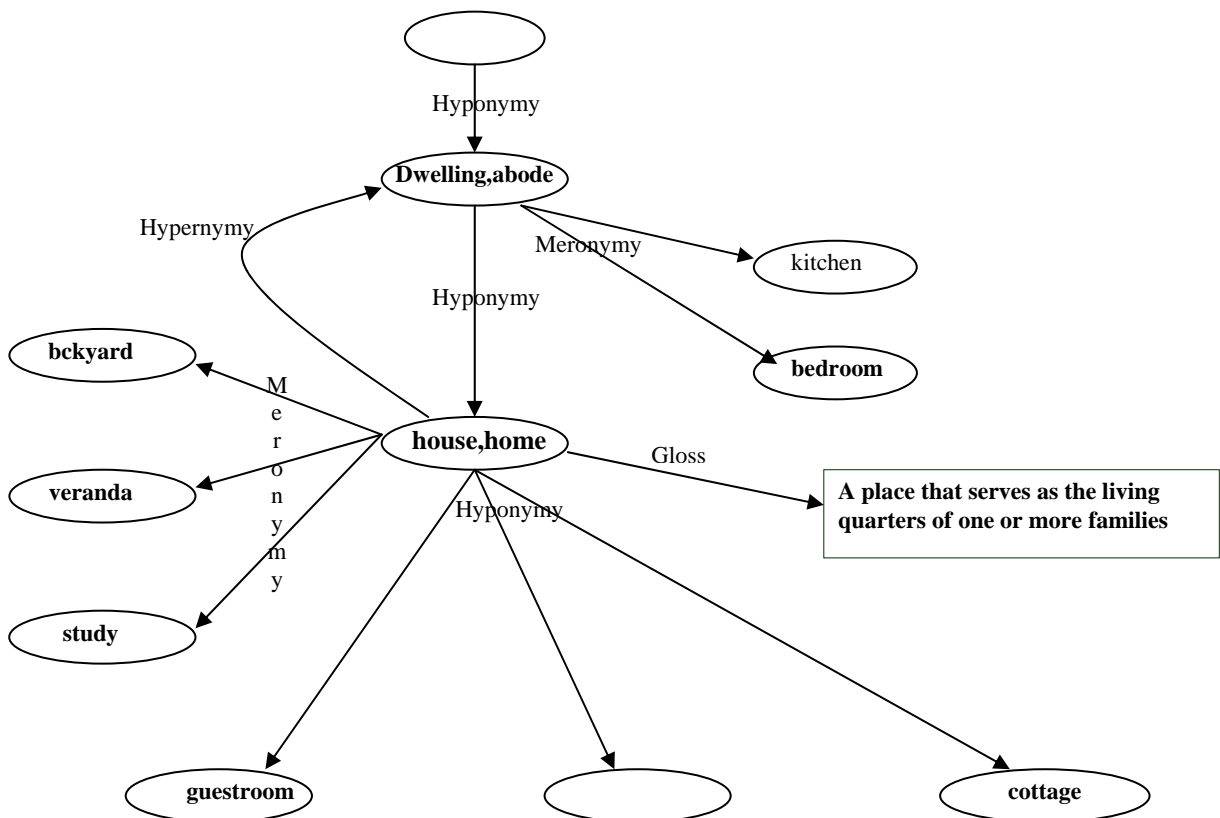 Hyponymy
Dwelling,abode
Hypernymy
Meronymy
kitchen
Hyponymy
bckyard
bedroom
M
e
r
o
n
y
m
y
house,home
Gloss
veranda
A place that serves as the living
quarters of one or more families
Hyponymy
study
guestroom
cottage